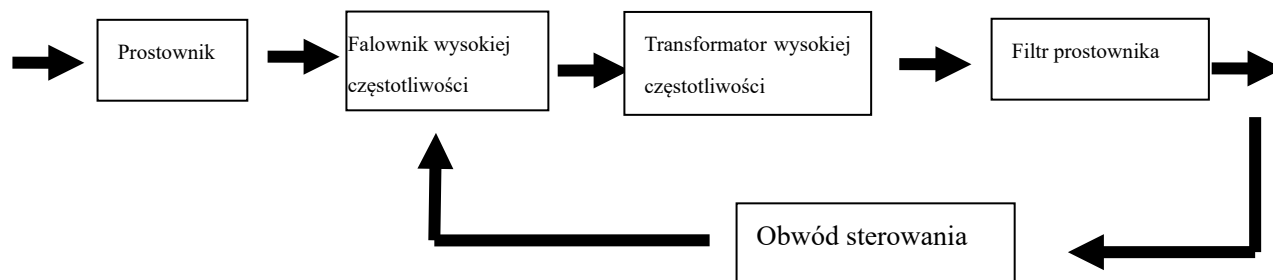 Prostownik
Falownik wysokiej
częstotliwości
Transformator wysokiej
częstotliwości
Filtr prostownika
Obwód sterowania